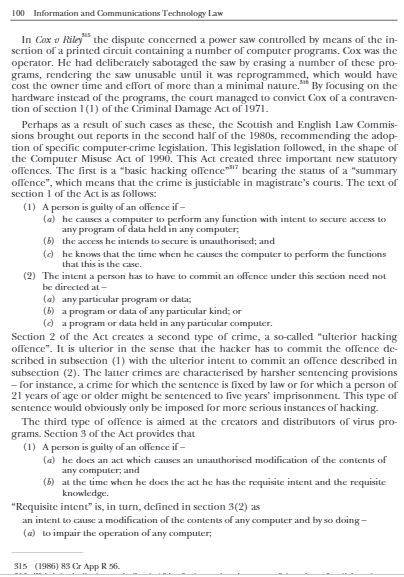 100 Information and Communications Technology Law
In Cox v Riley315 the dispute concerned a power saw controlled by means of the in-
sertion of a printed circuit containing a number of computer programs. Cox was the
operator. He had deliberately sabotaged the saw by erasing a number of these pro-
grams, rendering the saw unusable until it was reprogrammed, which would have
cost the owner time and effort of more than a minimal nature.316 By focusing on the
hardware instead of the programs, the court managed to convict Cox of a contraven-
tion of section 1(1) of the Criminal Damage Act of 1971.
Perhaps as a result of such cases as these, the Scottish and English Law Commis-
sions brought out reports in the second half of the 1980s, recommending the adop-
tion of specific computer-crime legislation. This legislation followed, in the shape of
the Computer Misuse Act of 1990. This Act created three important new statutory
offences. The first is a "basic hacking offence"317 bearing the status of a "summary
offence", which means that the crime is justiciable in magistrate's courts. The text of
section 1 of the Act is as follows:
(1) A person is guilty of an offence if –
(a) he causes a computer to perform any function with intent to secure access to
any program of data held in any computer;
(b) the access he intends to secure is unauthorised; and
(c) he knows that the time when he causes the computer to perform the functions
that this is the case.
(2) The intent a person has to have to commit an offence under this section need not
be directed at –
(a) any particular program or data;
(b) a program or data of any particular kind; or
(c) a program or data held in any particular computer.
Section 2 of the Act creates a second type of crime, a so-called "ulterior hacking
offence". It is ulterior in the sense that the hacker has to commit the offence de-
scribed in subsection (1) with the ulterior intent to commit an offence described in
subsection (2). The latter crimes are characterised by harsher sentencing provisions
– for instance, a crime for which the sentence is fixed by law or for which a person of
21 years of age or older might be sentenced to five years' imprisonment. This type of
sentence would obviously only be imposed for more serious instances of hacking.
The third type of offence is aimed at the creators and distributors of virus pro-
grams. Section 3 of the Act provides that
(1) A person is guilty of an offence if –
(a) he does an act which causes an unauthorised modification of the contents of
any computer; and
(b) at the time when he does the act he has the requisite intent and the requisite
knowledge.
"Requisite intent" is, in turn, defined in section 3(2) as
an intent to cause a modification of the contents of any computer and by so doing –
(a) to impair the operation of any computer;
315 (1986) 83 Cr App R 56.